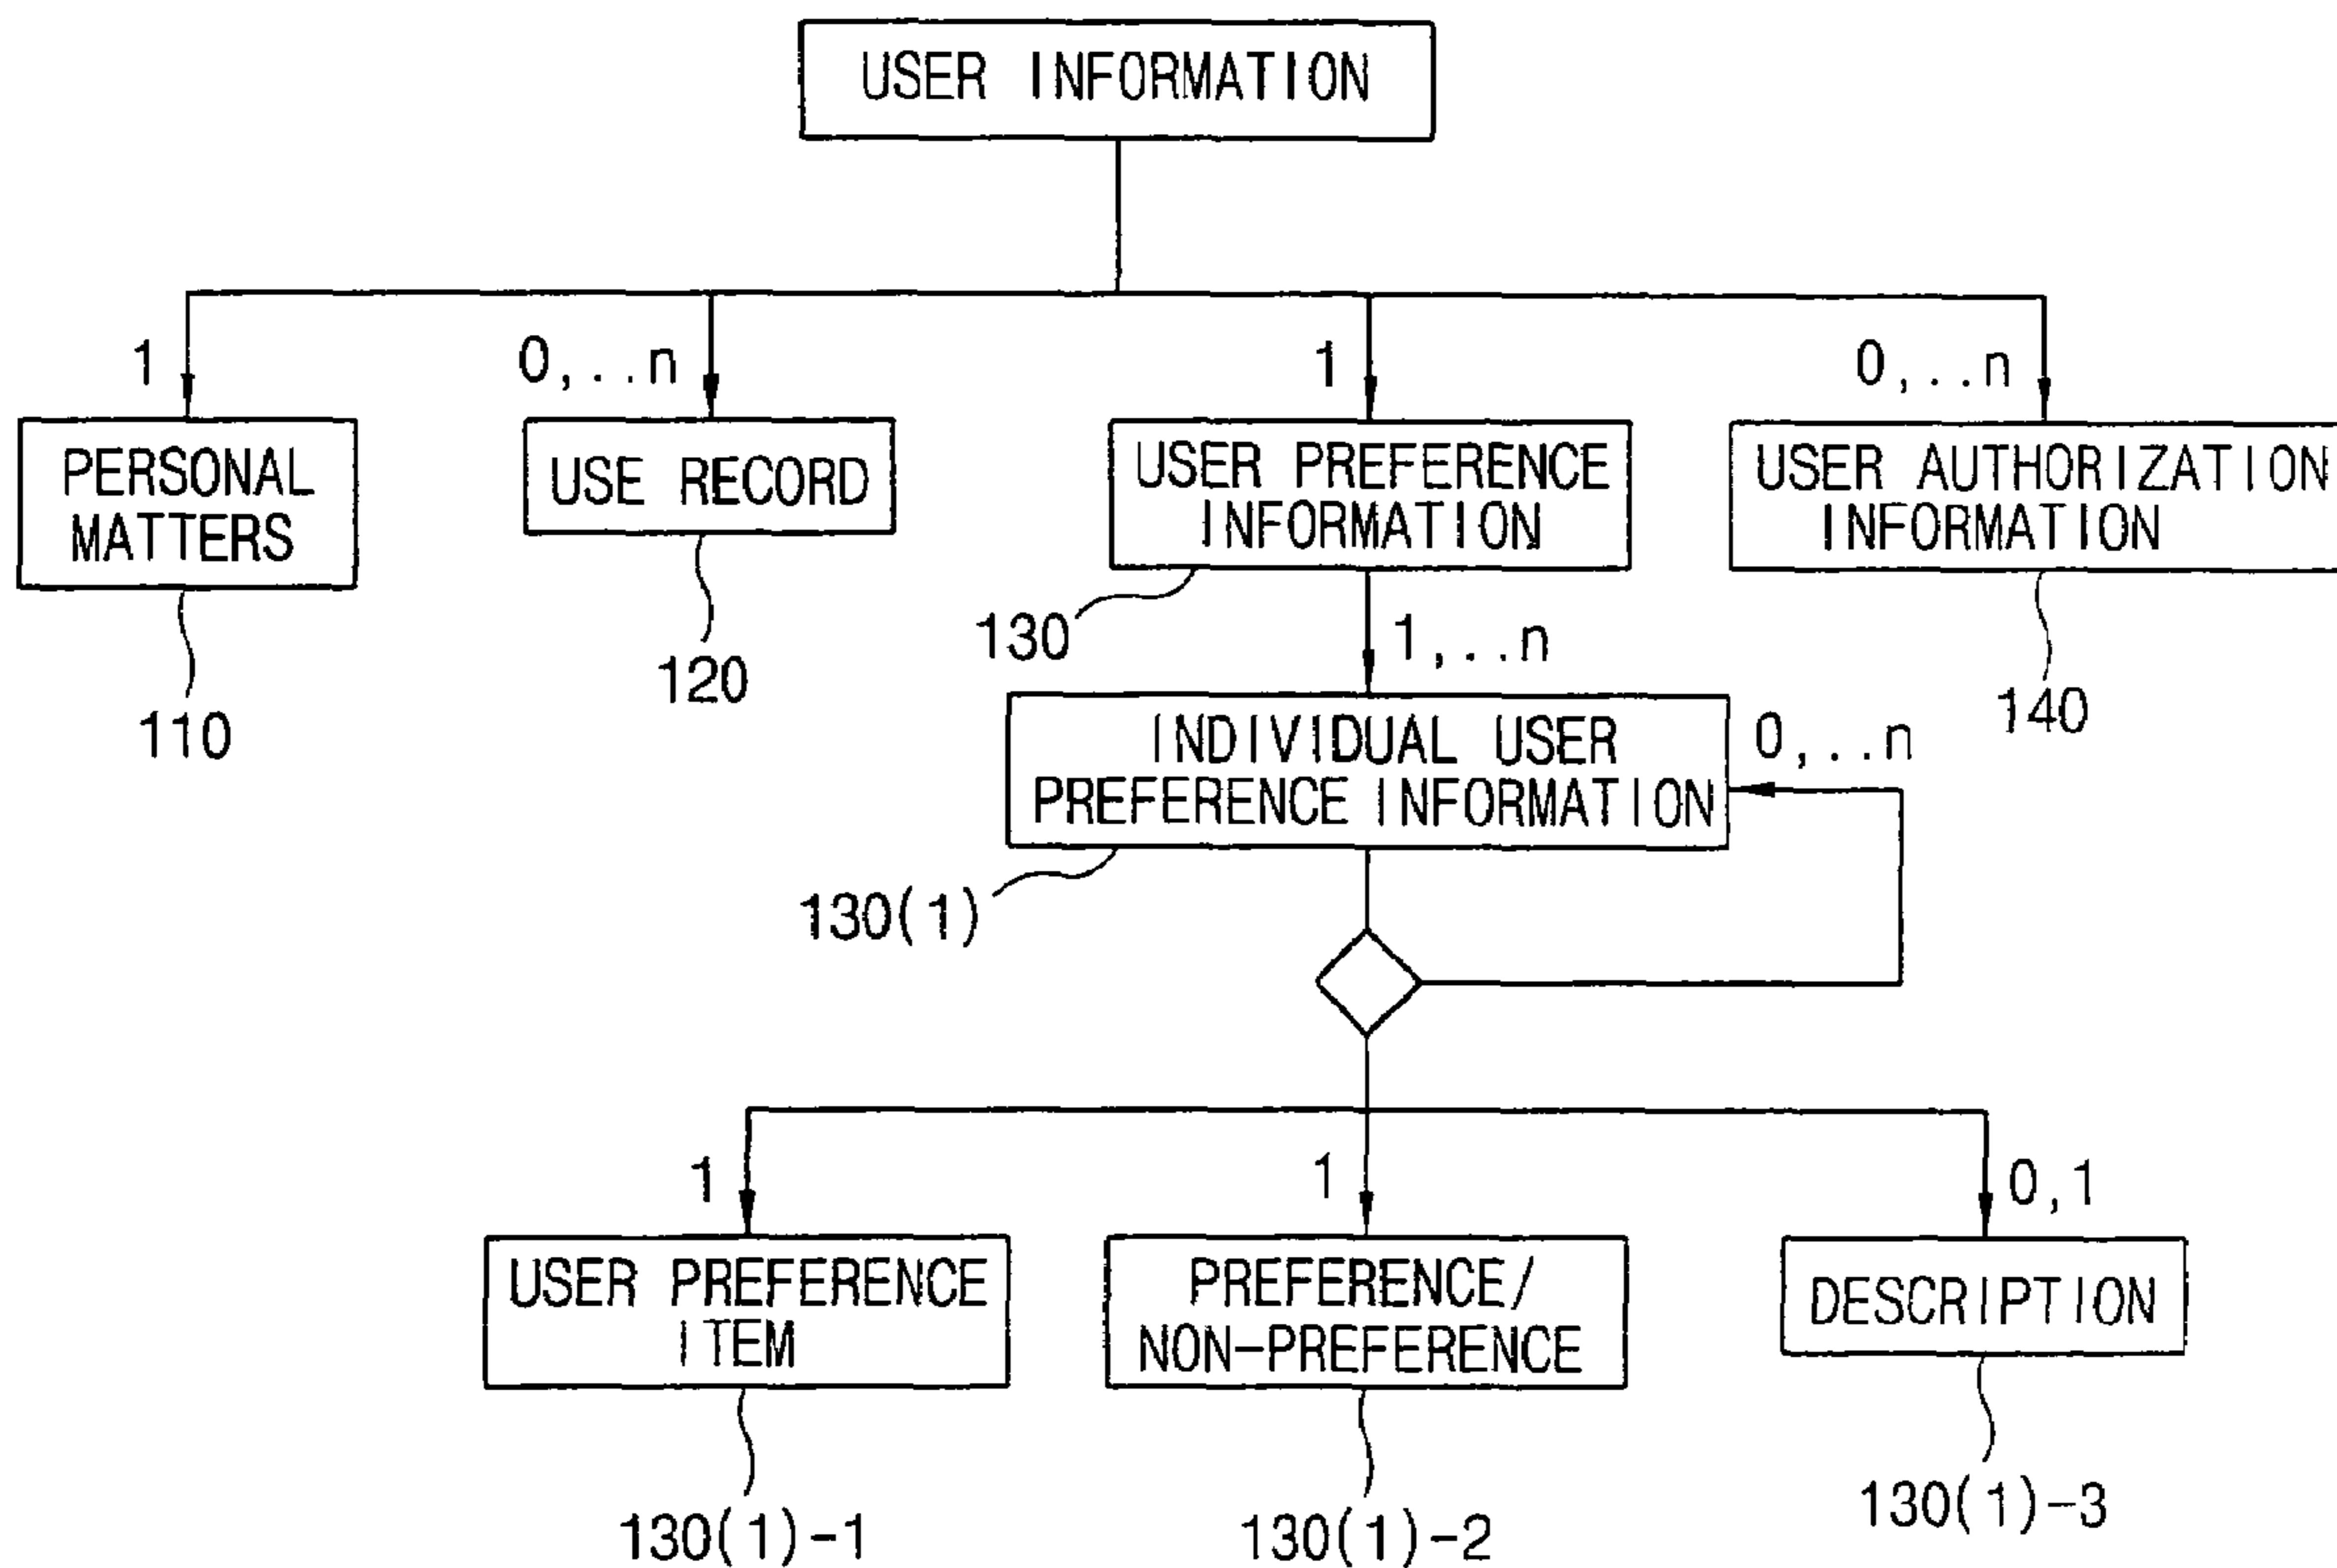 USER INFORMATION
1
0,..n
1
0,..n
PERSONAL
MATTERS
USE RECORD
USER PREFERENCE
INFORMATION
USER AUTHORIZATION
INFORMATION
110
120
130
1,..n
140
INDIVIDUAL USER
PREFERENCE INFORMATION
0,..n
130(1)
1
1
0,1
USER PREFERENCE
ITEM
PREFERENCE/
NON-PREFERENCE
DESCRIPTION
130(1)-1
130(1)-2
130(1)-3